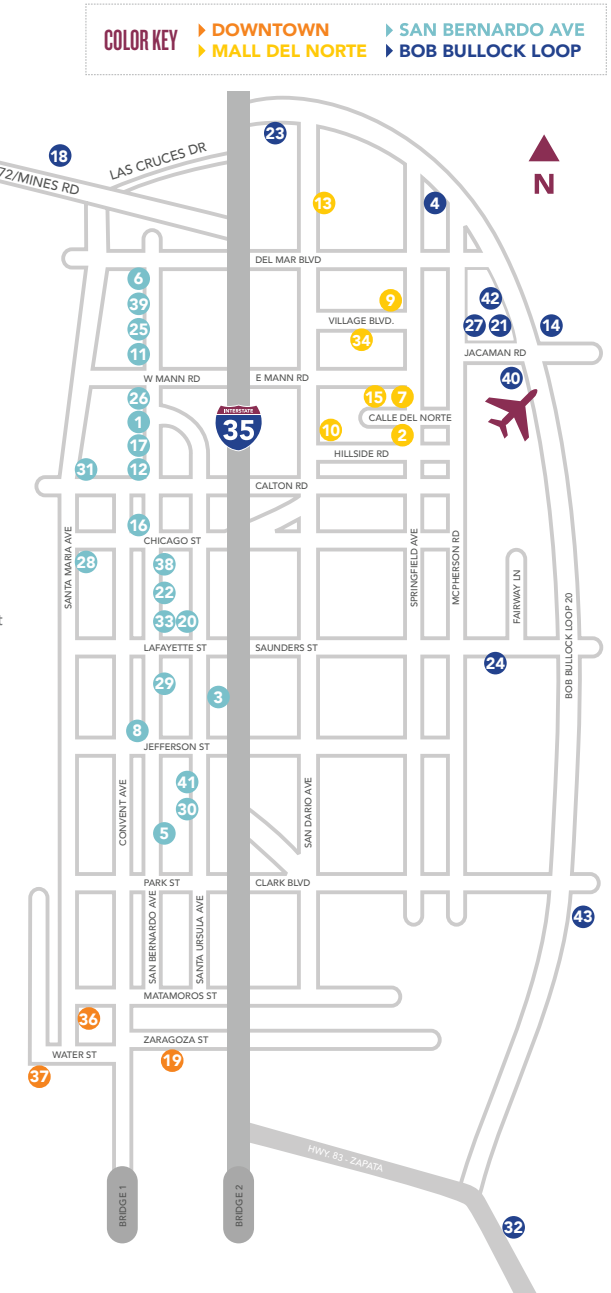 COLOR KEY
DOWNTOWN
SAN BERNARDO AVE
MALL DEL NORTE
BOB BULLOCK LOOP
23
18
LAS CRUCES DR
72/MINES RD
N
13
4
DEL MAR BLVD
6
9
42
39
VILLAGE BLVD.
25
27
21
14
34
11
JACAMAN RD
W MANN RD
E MANN RD
40
26
15
7
INTERSTATE
35
CALLE DEL NORTE
1
10
2
17
HILLSIDE RD
31
12
CALTON RD
16
CHICAGO ST
28
38
SANTA MARIA AVE
SPRINGFIELD AVE
MCPHERSON RD
FAIRWAY LN
22
33
20
t
BOB BULLOCK LOOP 20
LAFAYETTE ST
SAUNDERS ST
24
29
3
8
JEFFERSON ST
41
CONVENT AVE
SAN DARIO AVE
30
5
PARK ST
CLARK BLVD
43
SAN BERNARDO AVE
SANTA URSULA AVE
MATAMOROS ST
36
ZARAGOZA ST
WATER ST
19
37
HWY. 83 - ZAPATA
BRIDGE 1
BRIDGE 2
32